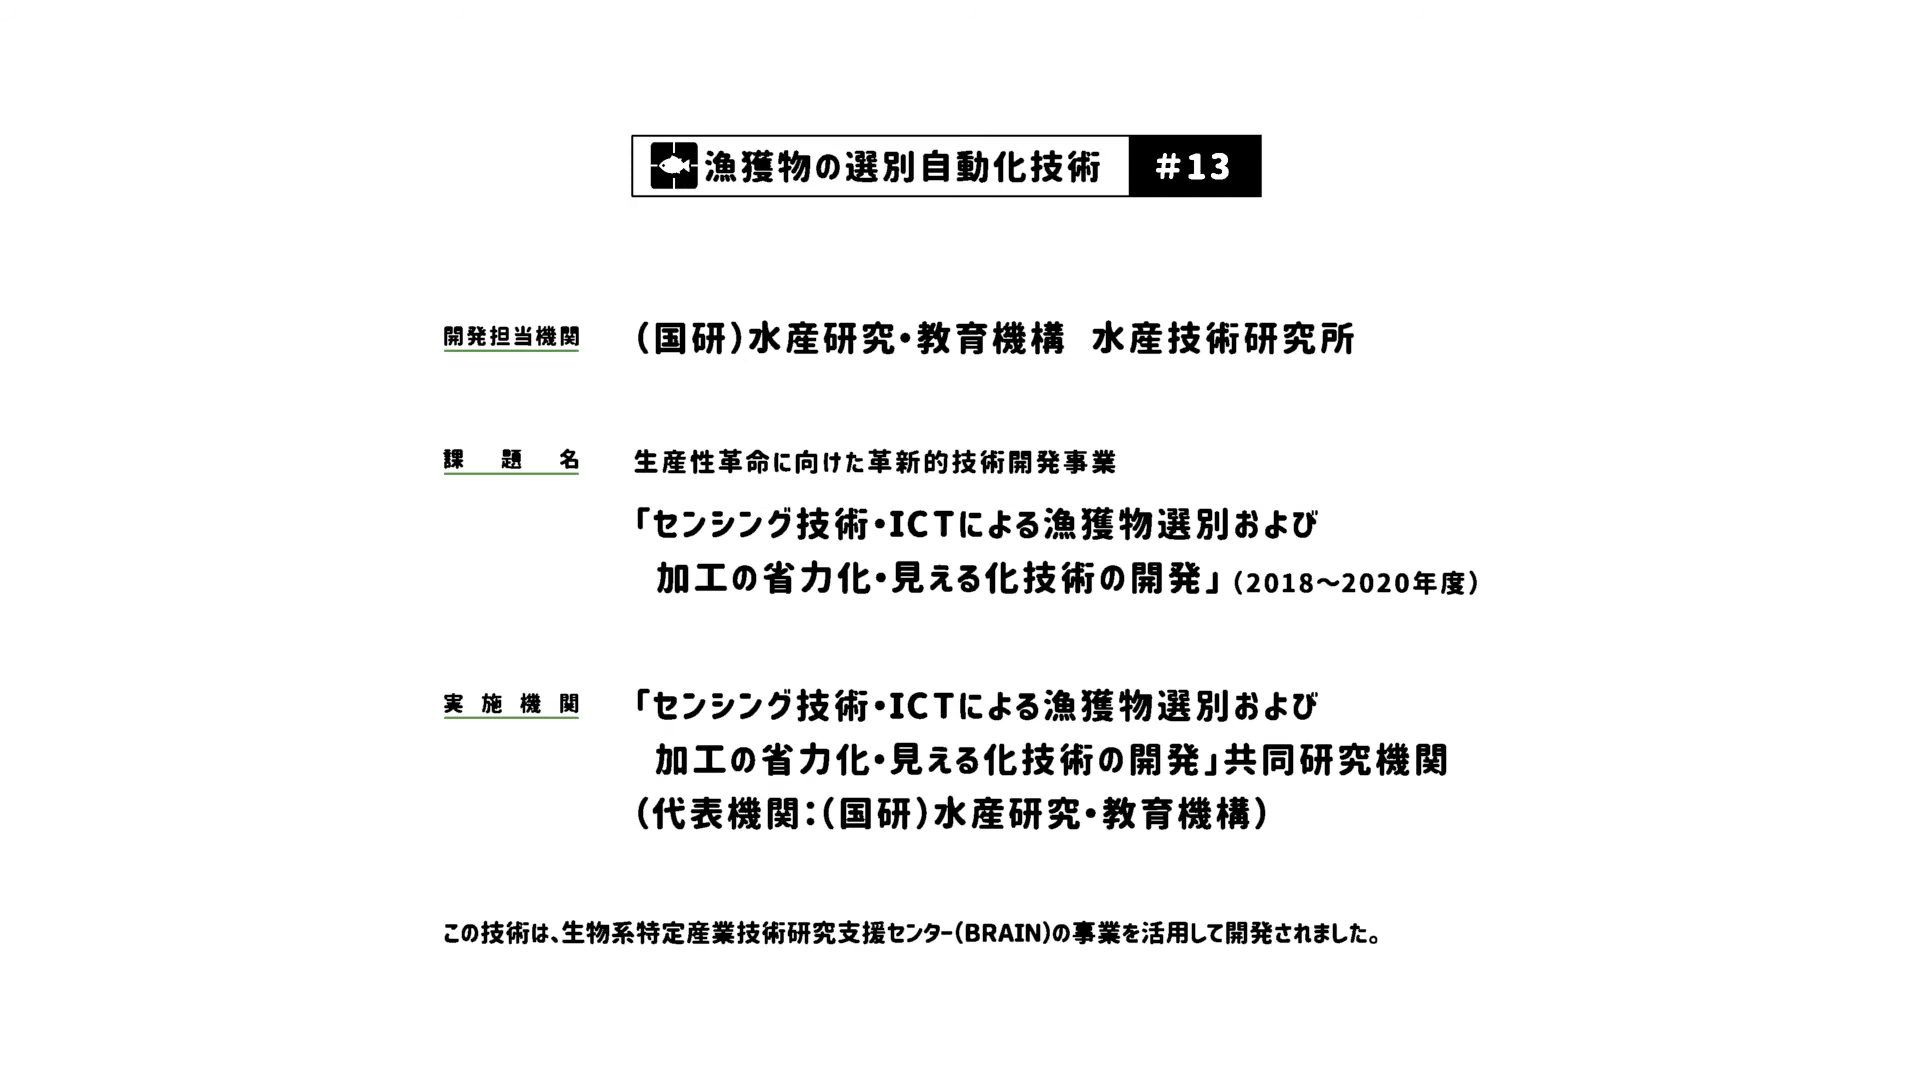 漁獲物の選別自動化技術 #13
開発担当機関 （国研）水産研究・教育機構 水産技術研究所
課題名 生産性革命に向けた革新的技術開発事業
「センシング技術・ICTによる漁獲物選別および
加工の省力化・見える化技術の開発」（2018～2020年度）
実施機関 「センシング技術・ICTによる漁獲物選別および
加工の省力化・見える化技術の開発」共同研究機関
（代表機関：（国研）水産研究・教育機構）
この技術は、生物系特定産業技術研究支援センター（BRAIN）の事業を活用して開発されました。